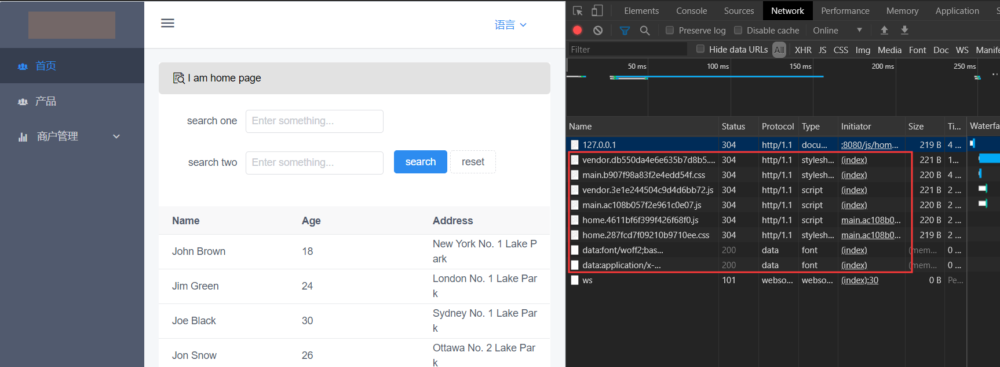 首页
产品
商户管理
语言
I am home page
search one
Enter something...
search two
Enter something...
search
reset
Name Age Address
John Brown 18 New York No. 1 Lake P
ark
Jim Green 24 London No. 1 Lake Par
k
Joe Black 30 Sydney No. 1 Lake Par
k
Jon Snow 26 Ottawa No. 2 Lake Par
k
Elements Console Sources Network Performance Memory Application S
Preserve log Disable cache Online
Filter Hide data URLs All XHR JS CSS Img Media Font Doc WS Manife
50 ms 100 ms 150 ms 200 ms 250 ms
Name Status Protocol Type Initiator Size Ti... Waterfa
127.0.0.1 304 http/1.1 docu... :8080/js/hom... 219 B 4 ...
vendor.db550da4e6e635b7d8b5.... 304 http/1.1 stylesh... (index) 221 B 1...
main.b907f98a83f2e4edd54f.css 304 http/1.1 stylesh... (index) 220 B 4 ...
vendor.3e1e244504c9d4d6bb72.js 304 http/1.1 script (index) 221 B 2 ...
main.ac108b057f2e961c0e07.js 304 http/1.1 script (index) 220 B 2 ...
home.4611bf6f399f426f68f0.js 304 http/1.1 script main.ac108b0... 220 B 2 ...
home.287fcd7f09210b9710ee.css 304 http/1.1 stylesh... main.ac108b0... 219 B 2 ...
data:font/woff2;bas... 200 data font (index) (mem... 0 ...
data:application/x-... 200 data font (index) (mem... 0 ...
ws 101 webso... webso... (index):30 0 B Pe...